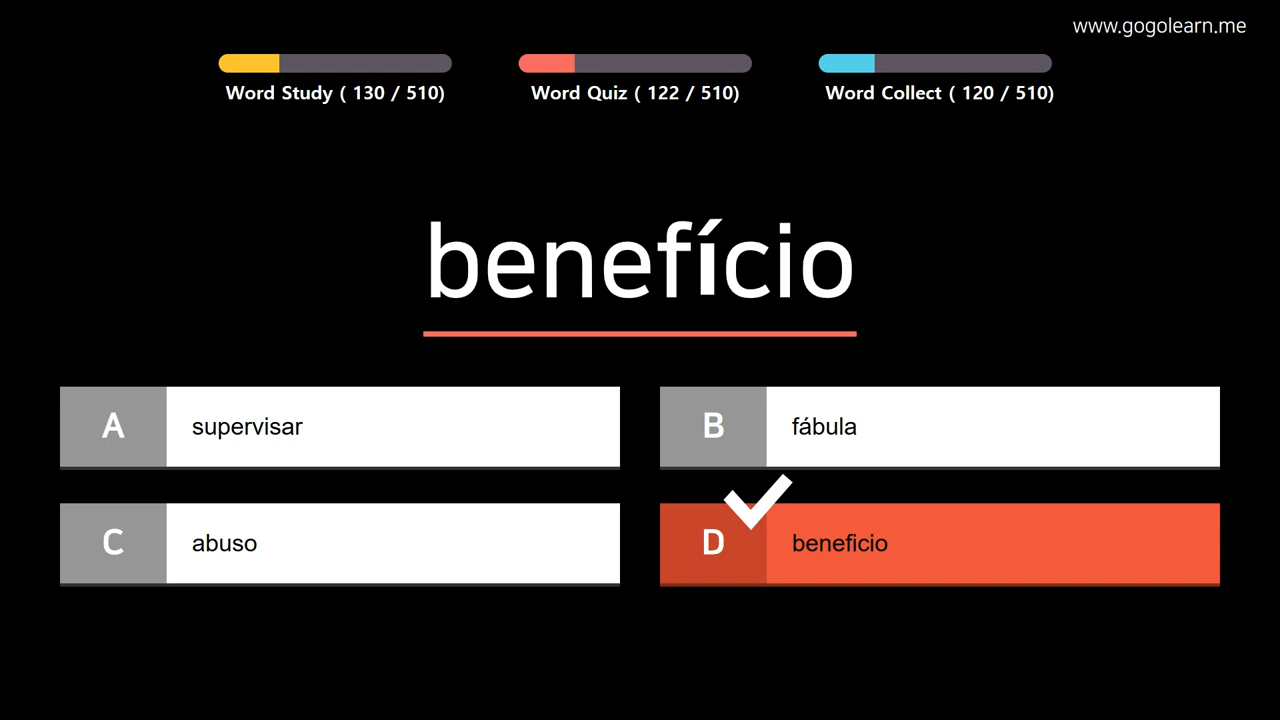 www.gogolearn.me
Word Study ( 130 / 510)
Word Quiz ( 122 / 510)
Word Collect ( 120 / 510)
benefício
A
supervisar
B
fábula
C
abuso
D
beneficio